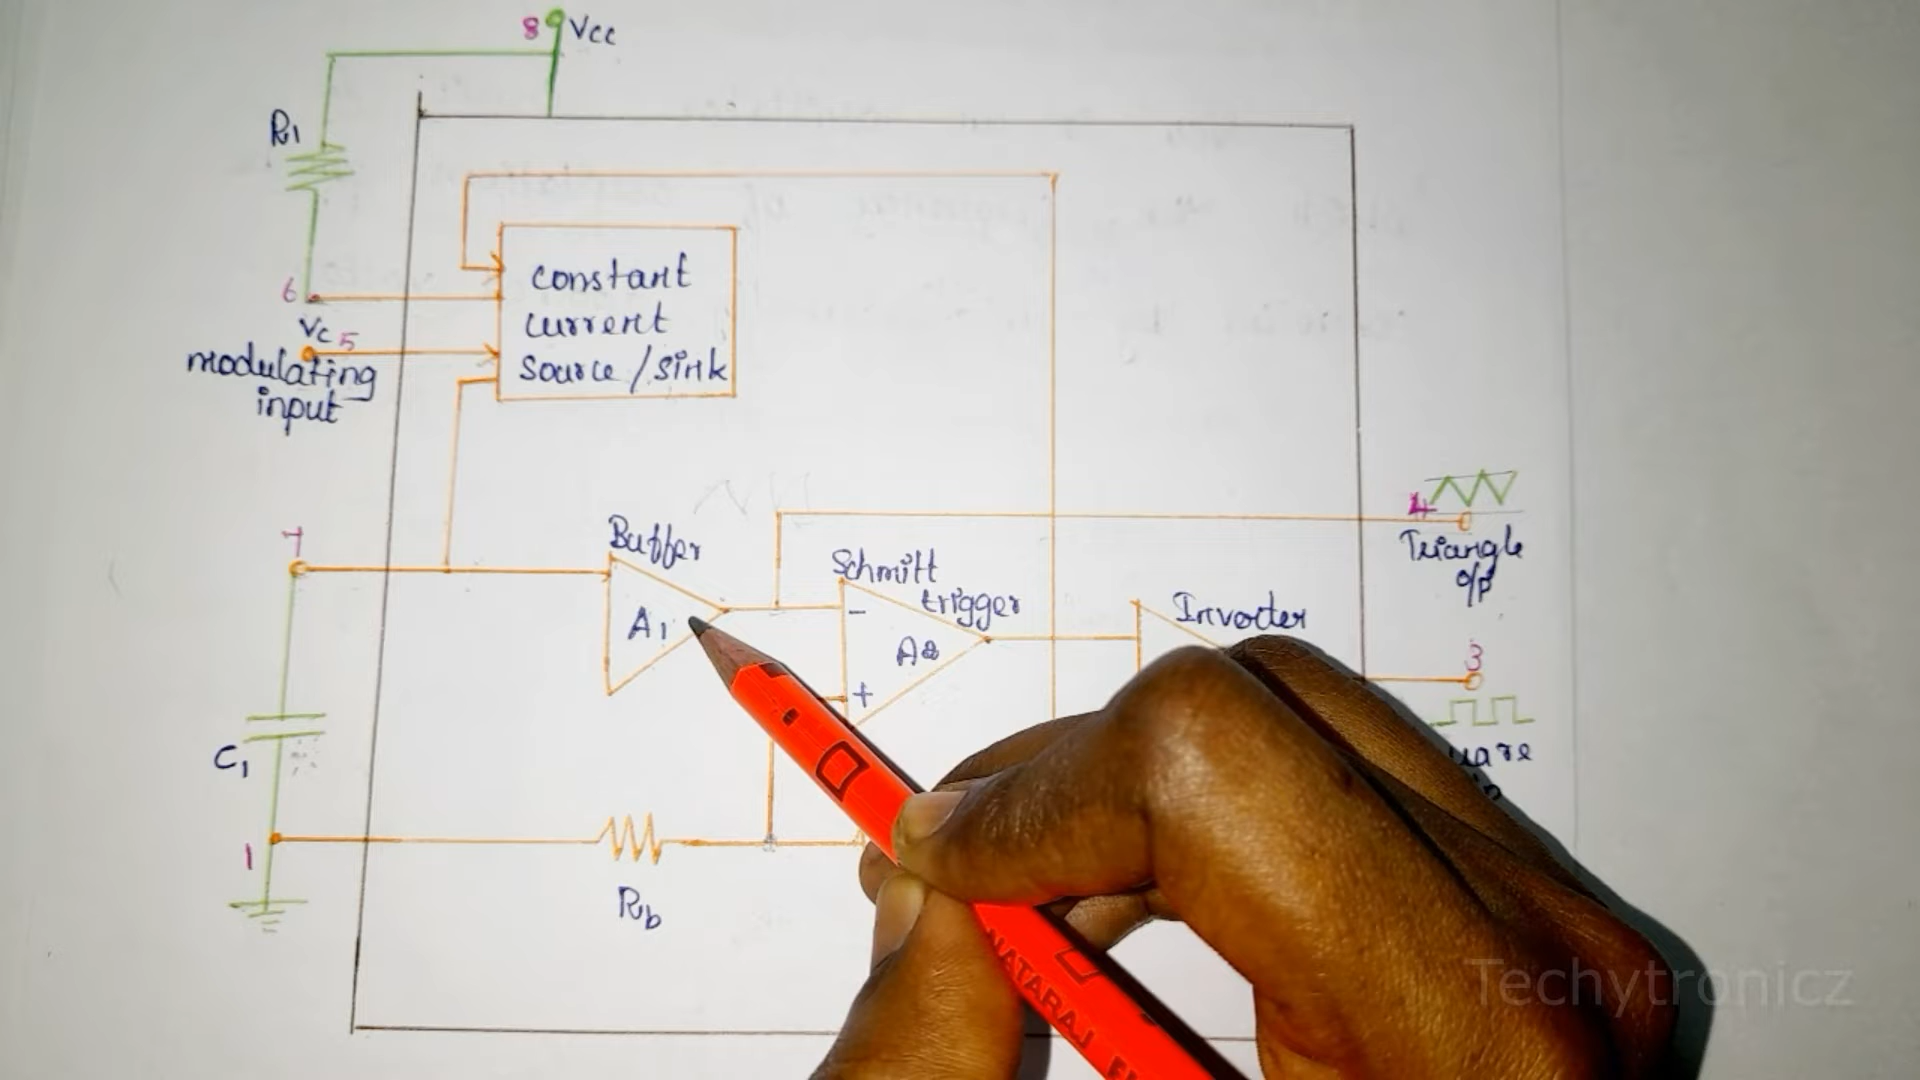 8 Vcc
R1
constant
current
source/sink
6
Vc 5
modulating
input
4
Triangle
o/p
7
Buffer
A1
Schmitt
trigger
-
+
A2
Inverter
3
C1
1
Rb
NATARAJ
Techytronicz